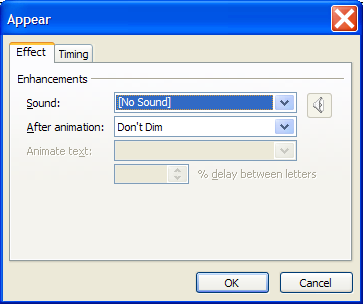 Appear
Effect Timing
Enhancements
Sound: [No Sound]
After animation: Don't Dim
Animate text:
% delay between letters
OK Cancel